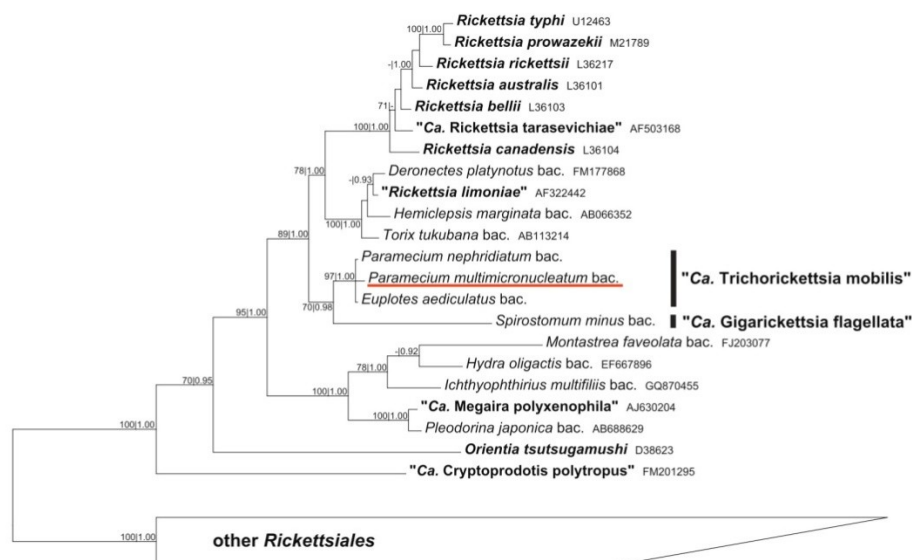 Rickettsia typhi U12463
100|1.00
Rickettsia prowazekii M21789
-|1.00
Rickettsia rickettsii L36217
Rickettsia australis L36101
71|-
Rickettsia bellii L36103
"Ca. Rickettsia tarasevichiae" AF503168
100|1.00
Rickettsia canadensis L36104
78|1.00
Deronectes platynotus bac. FM177868
-|0.93
"Rickettsia limoniae" AF322442
Hemiclepsis marginata bac. AB066352
100|1.00
Torix tukubana bac. AB113214
89|1.00
Paramecium nephridiatum bac.
97|1.00
Paramecium multimicronucleatum bac.
"Ca. Trichorickettsia mobilis"
Euplotes aediculatus bac.
70|0.98
Spirostomum minus bac.
"Ca. Gigarickettsia flagellata"
95|1.00
Montastrea faveolata bac. FJ203077
-|0.92
Hydra oligactis bac. EF667896
78|1.00
Ichthyophthirius multifiliis bac. GQ870455
70|0.95
100|1.00
"Ca. Megaira polyxenophila" AJ630204
Pleodorina japonica bac. AB688629
100|1.00
Orientia tsutsugamushi D38623
"Ca. Cryptoprodotis polytropus" FM201295
100|1.00
other Rickettsiales